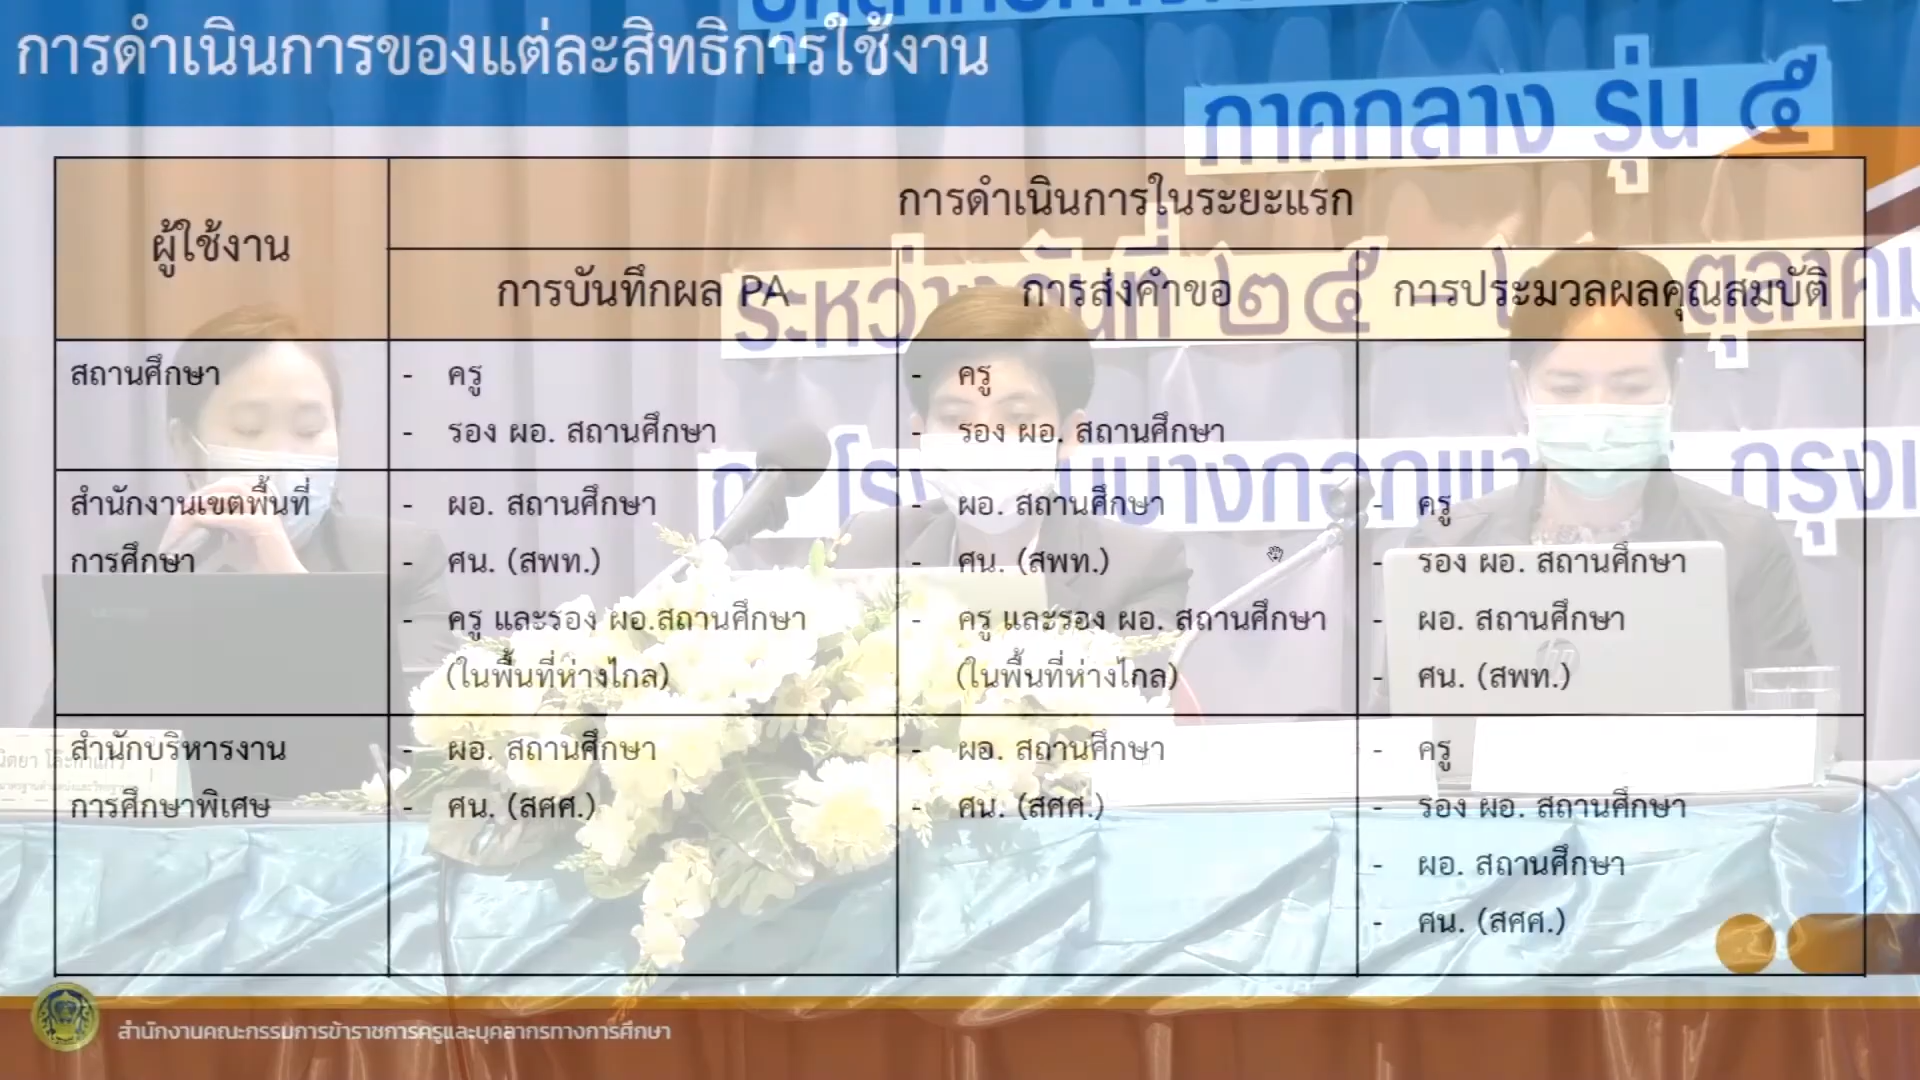 การดำเนินการของแต่ละสิทธิการใช้งาน
ภาคกลาง รุ่น ๕
ผู้ใช้งาน
การดำเนินการในระยะแรก
การบันทึกผล PA
การส่งคำขอ
การประมวลผลคุณสมบัติ
ที่ ๒๕ -
สถานศึกษา
- ครู
- รอง ผอ. สถานศึกษา
- ครู
- รอง ผอ. สถานศึกษา
สำนักงานเขตพื้นที่
การศึกษา
- ผอ. สถานศึกษา
- ศน. (สพท.)
- ครู และรอง ผอ.สถานศึกษา
(ในพื้นที่ห่างไกล)
- ผอ. สถานศึกษา
- ศน. (สพท.)
- ครู และรอง ผอ. สถานศึกษา
(ในพื้นที่ห่างไกล)
- ครู
- รอง ผอ. สถานศึกษา
- ผอ. สถานศึกษา
- ศน. (สพท.)
สำนักบริหารงาน
การศึกษาพิเศษ
- ผอ. สถานศึกษา
- ศน. (สศศ.)
- ผอ. สถานศึกษา
- ศน. (สศศ.)
- ครู
- รอง ผอ. สถานศึกษา
- ผอ. สถานศึกษา
- ศน. (สศศ.)
hp
สำนักงานคณะกรรมการข้าราชการครูและบุคลากรทางการศึกษา